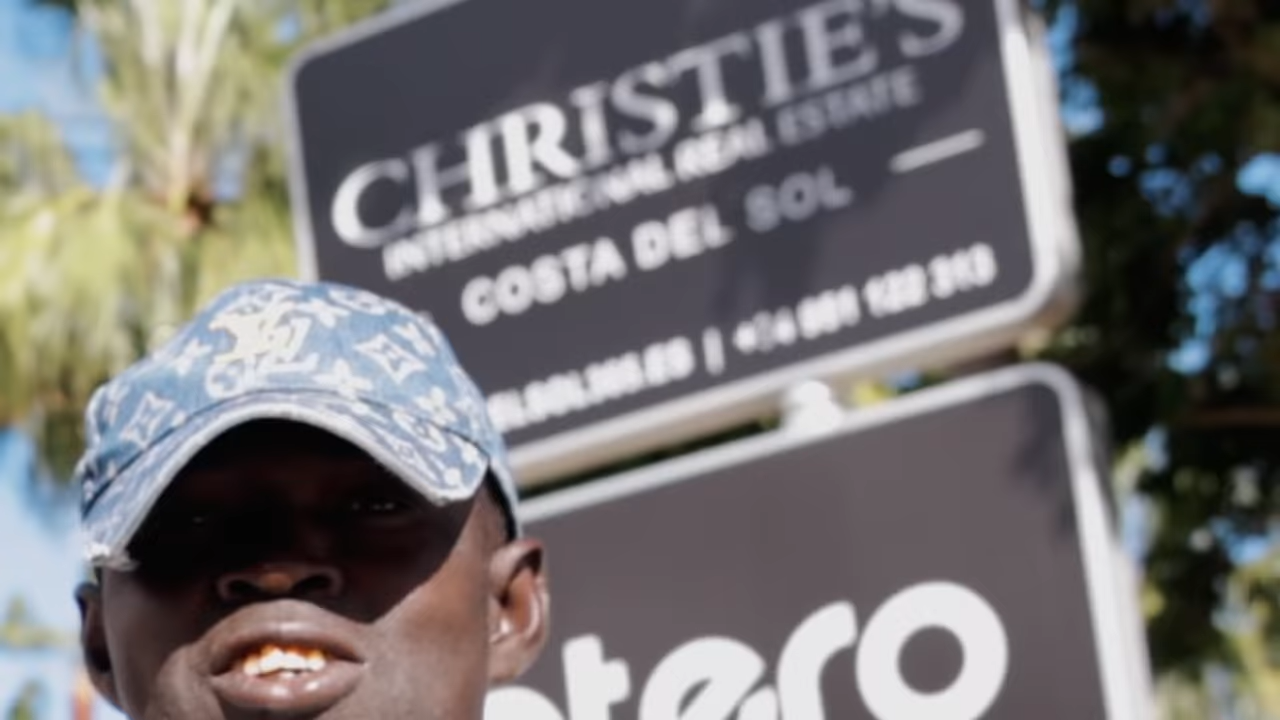 CHRISTIE'S
INTERNATIONAL REAL ESTATE
COSTA DEL SOL
tero